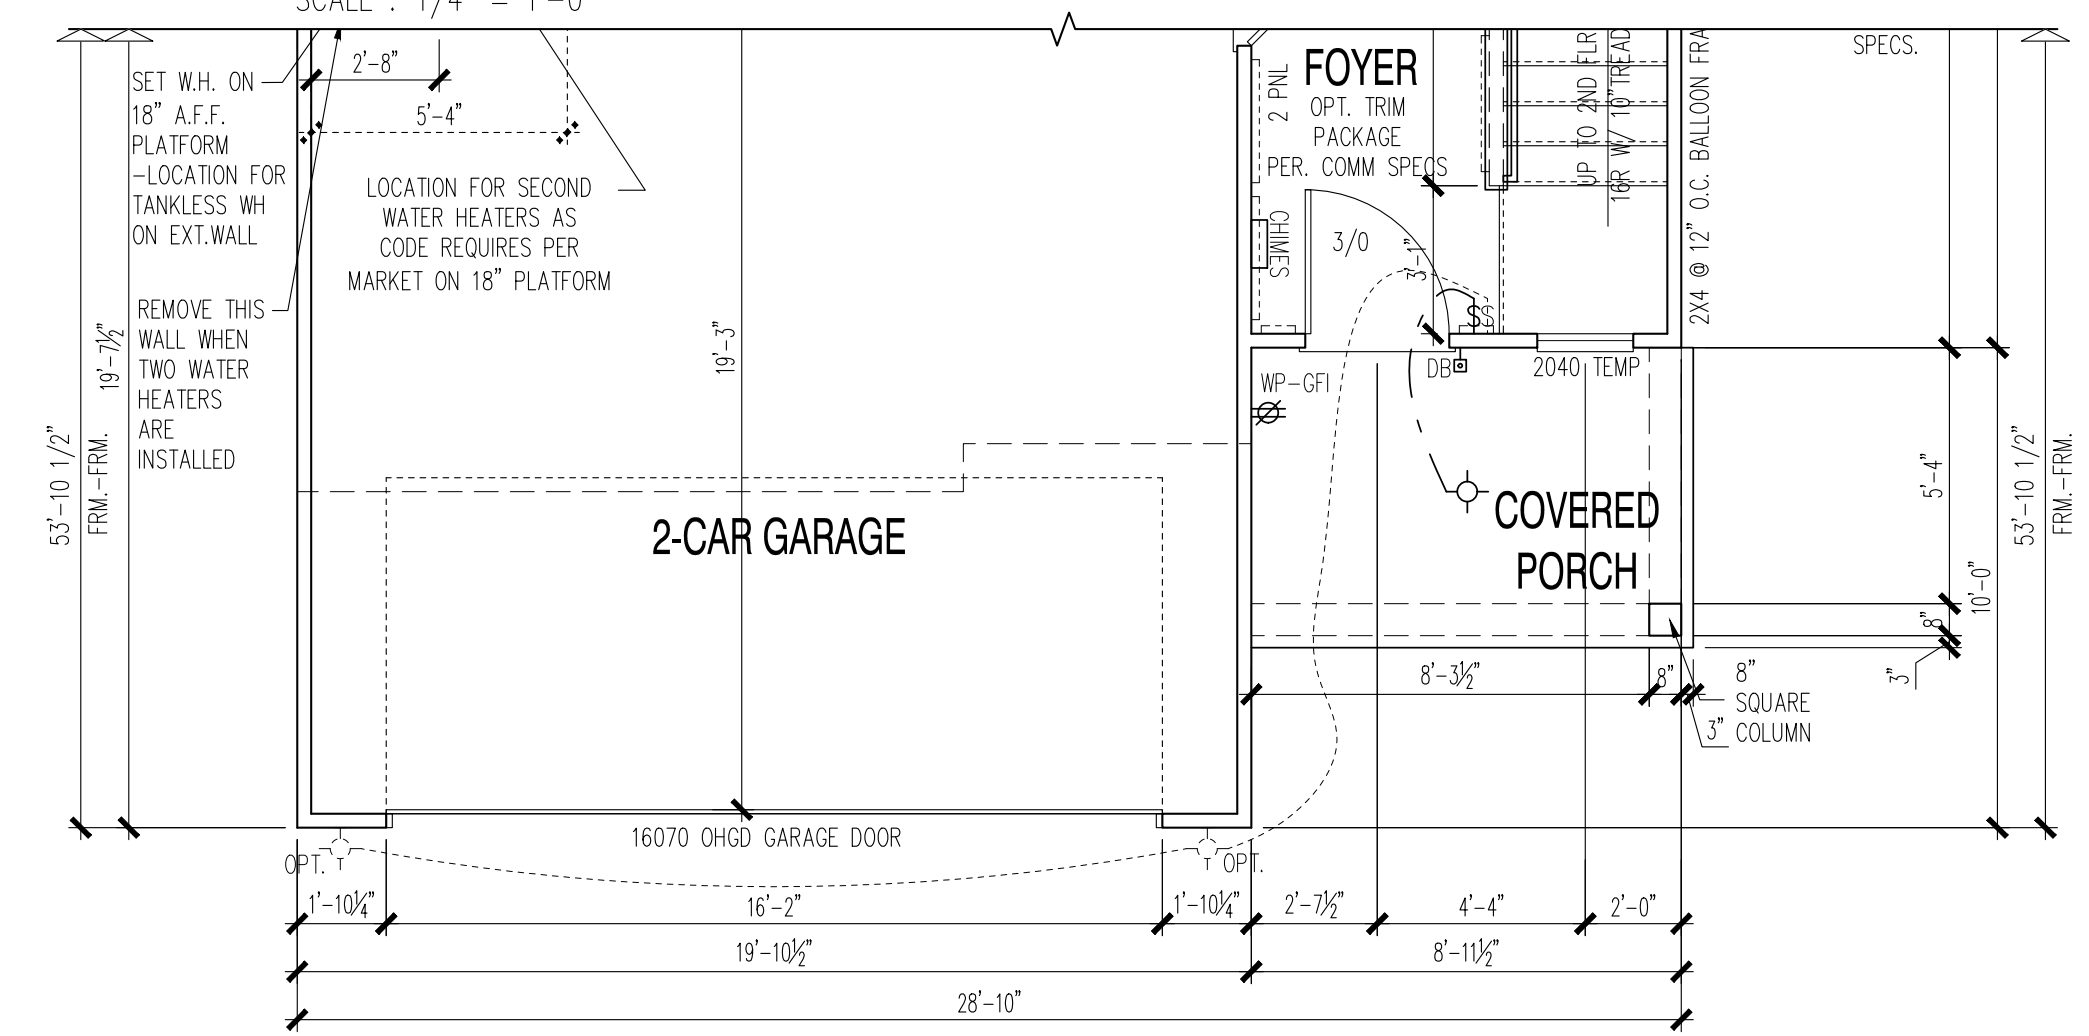 SCALE : 1/4" = 1'-0"
SET W.H. ON
18" A.F.F.
PLATFORM
-LOCATION FOR
TANKLESS WH
ON EXT.WALL
REMOVE THIS
WALL WHEN
TWO WATER
HEATERS
ARE
INSTALLED
53'-10 1/2"
FRM.-FRM.
19'-7½"
2'-8"
5'-4"
LOCATION FOR SECOND
WATER HEATERS AS
CODE REQUIRES PER
MARKET ON 18" PLATFORM
19'-3"
2-CAR GARAGE
16070 OHGD GARAGE DOOR
OPT.
T
T
OPT.
2 PNL
CHIMES
FOYER
OPT. TRIM
PACKAGE
PER. COMM SPECS
3/0
3'-1"
SS
UP TO 2ND FLR
16R W/ 10"TREAD
2X4 @ 12" O.C. BALLOON FRA
SPECS.
WP-GFI
DB
2040 TEMP
COVERED
PORCH
5'-4"
8"
3"
10'-0"
53'-10 1/2"
FRM.-FRM.
8'-3½"
8"
3"
8"
SQUARE
COLUMN
1'-10¼"
16'-2"
1'-10¼"
2'-7½"
4'-4"
2'-0"
19'-10½"
8'-11½"
28'-10"